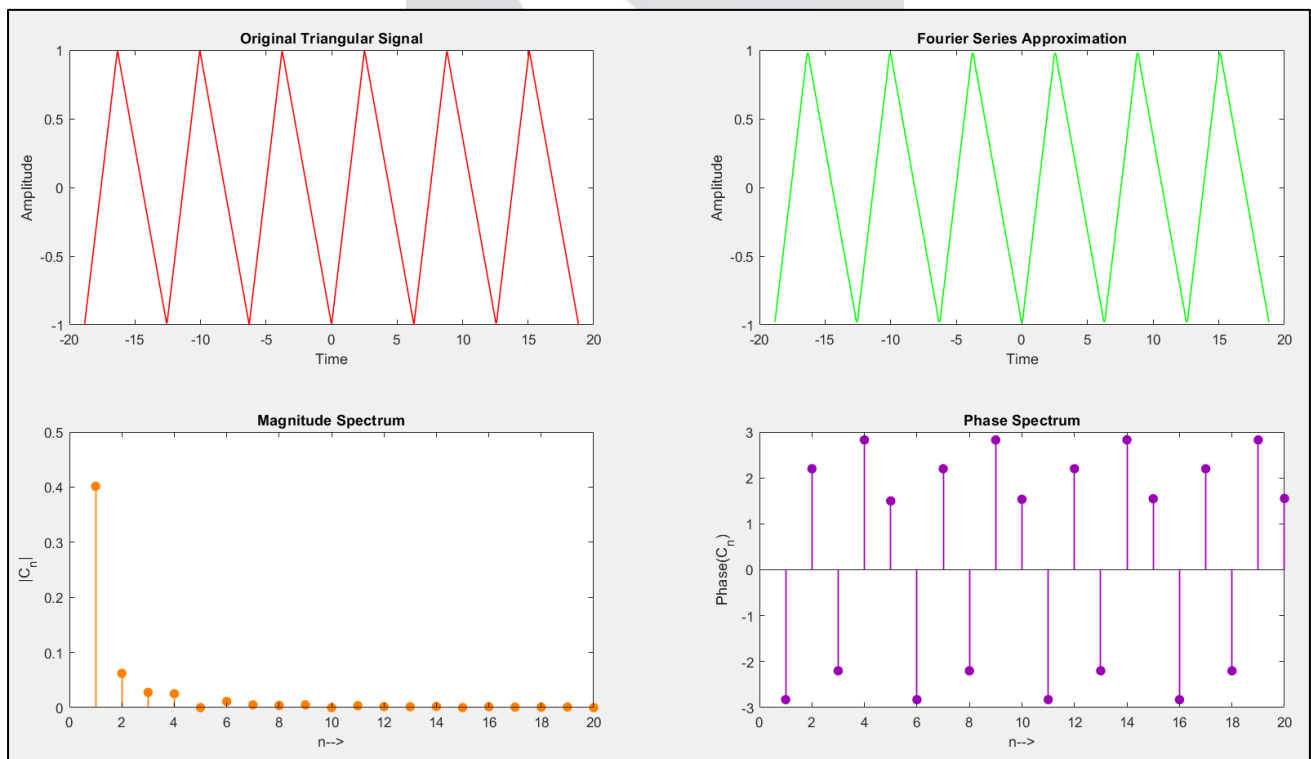 Original Triangular Signal
1
0.5
0
-0.5
-1
Amplitude
-20 -15 -10 -5 0 5 10 15 20
Time
Fourier Series Approximation
1
0.5
0
-0.5
-1
Amplitude
-20 -15 -10 -5 0 5 10 15 20
Time
Magnitude Spectrum
0.5
0.4
0.3
0.2
0.1
0
|C_n|
0 2 4 6 8 10 12 14 16 18 20
n-->
Phase Spectrum
3
2
1
0
-1
-2
-3
Phase(C_n)
0 2 4 6 8 10 12 14 16 18 20
n-->